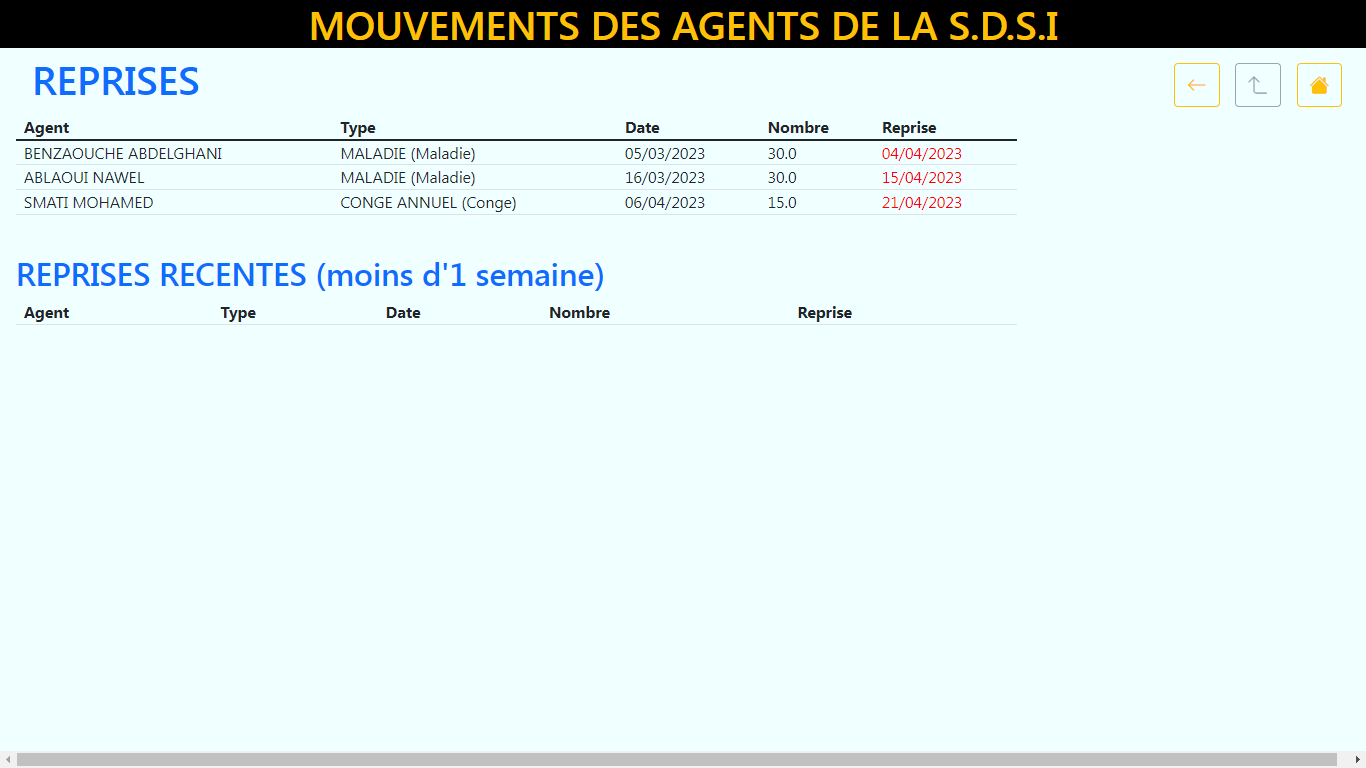 MOUVEMENTS DES AGENTS DE LA S.D.S.I
REPRISES
Agent Type Date Nombre Reprise
BENZAOUCHE ABDELGHANI MALADIE (Maladie) 05/03/2023 30.0 04/04/2023
ABLAOUI NAWEL MALADIE (Maladie) 16/03/2023 30.0 15/04/2023
SMATI MOHAMED CONGE ANNUEL (Conge) 06/04/2023 15.0 21/04/2023
REPRISES RECENTES (moins d'1 semaine)
Agent Type Date Nombre Reprise